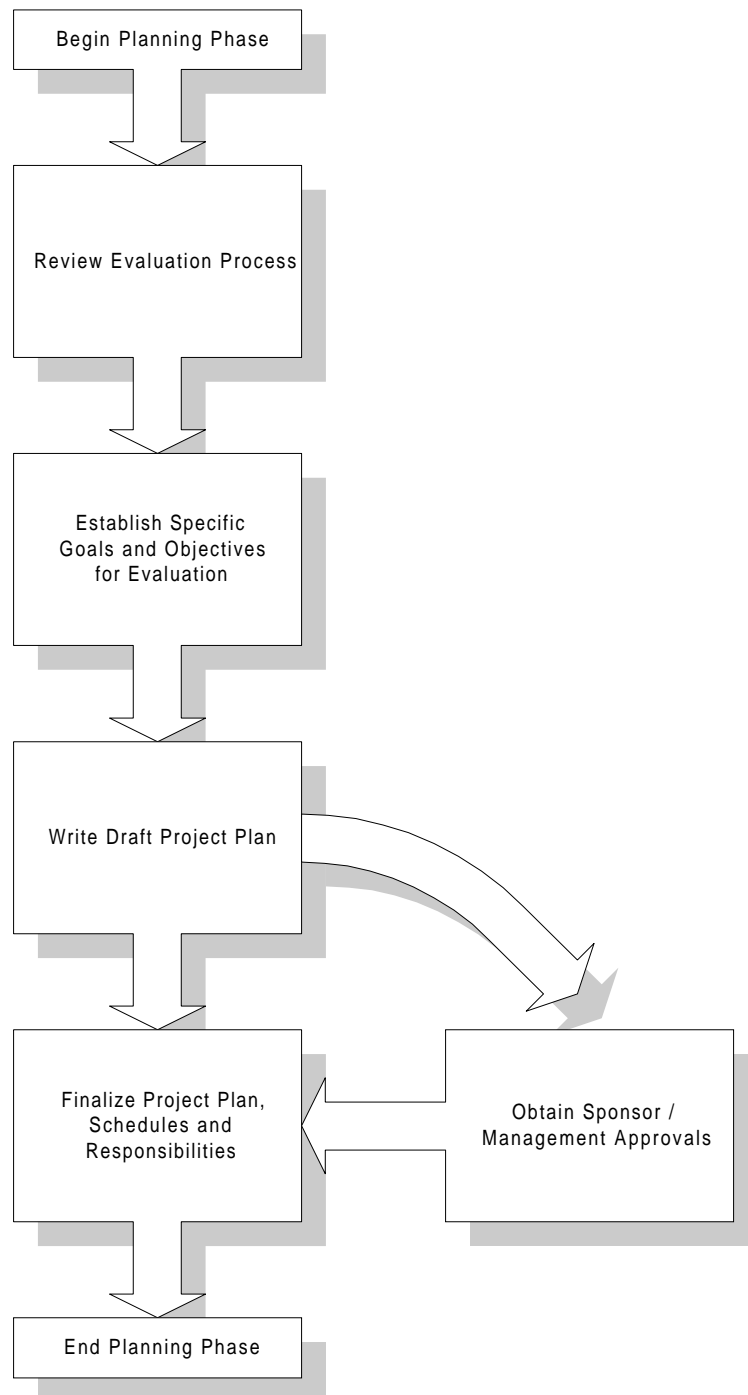 Begin Planning Phase
Review Evaluation Process
Establish Specific
Goals and Objectives
for Evaluation
Write Draft Project Plan
Finalize Project Plan,
Schedules and
Responsibilities
Obtain Sponsor /
Management Approvals
End Planning Phase